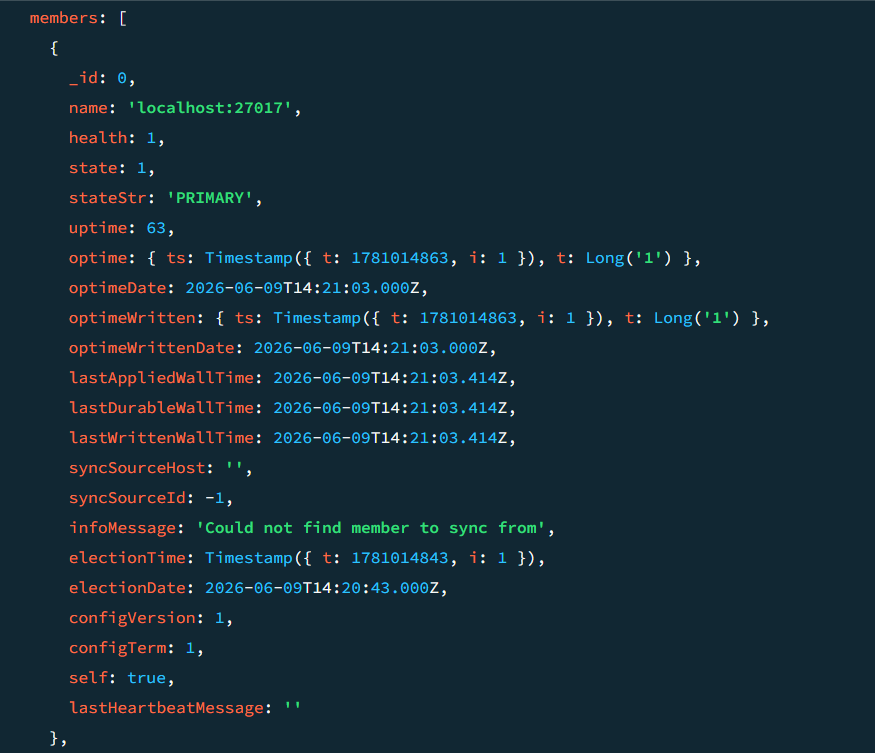 members: [
{
_id: 0,
name: 'localhost:27017',
health: 1,
state: 1,
stateStr: 'PRIMARY',
uptime: 63,
optime: { ts: Timestamp({ t: 1781014863, i: 1 }), t: Long('1') },
optimeDate: 2026-06-09T14:21:03.000Z,
optimeWritten: { ts: Timestamp({ t: 1781014863, i: 1 }), t: Long('1') },
optimeWrittenDate: 2026-06-09T14:21:03.000Z,
lastAppliedWallTime: 2026-06-09T14:21:03.414Z,
lastDurableWallTime: 2026-06-09T14:21:03.414Z,
lastWrittenWallTime: 2026-06-09T14:21:03.414Z,
syncSourceHost: '',
syncSourceId: -1,
infoMessage: 'Could not find member to sync from',
electionTime: Timestamp({ t: 1781014843, i: 1 }),
electionDate: 2026-06-09T14:20:43.000Z,
configVersion: 1,
configTerm: 1,
self: true,
lastHeartbeatMessage: ''
},